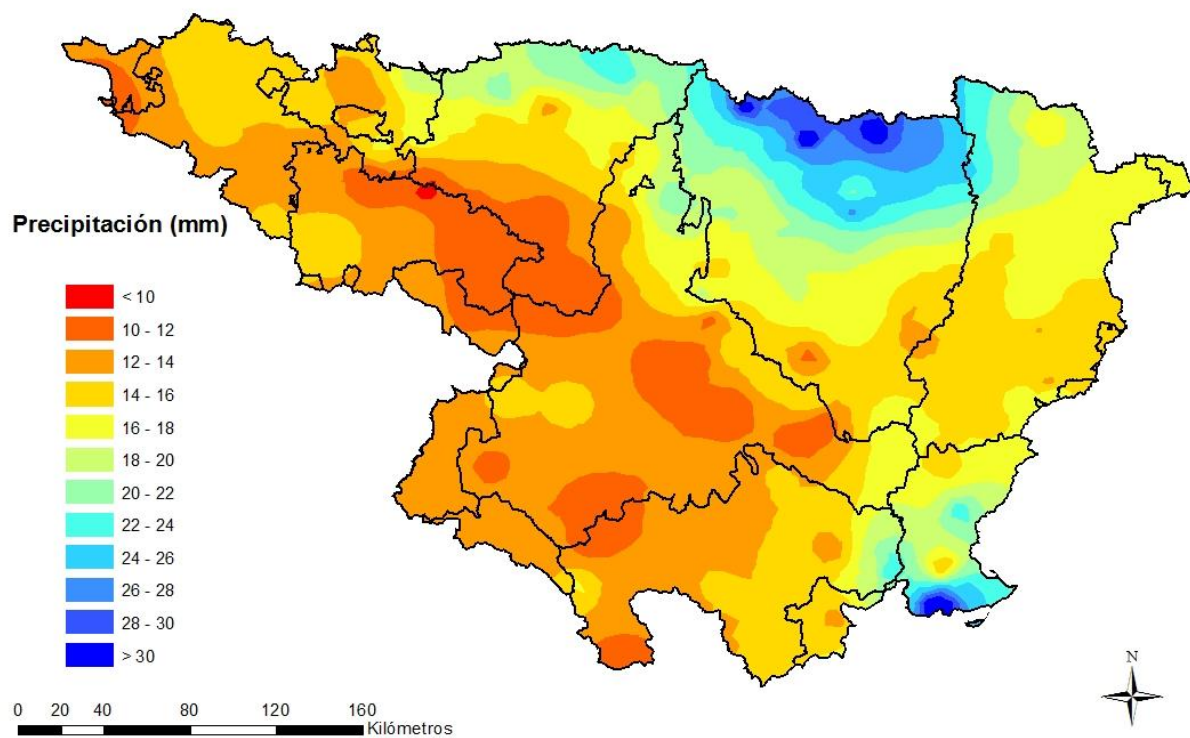 Precipitación (mm)
< 10
10 - 12
12 - 14
14 - 16
16 - 18
18 - 20
20 - 22
22 - 24
24 - 26
26 - 28
28 - 30
> 30
N
0 20 40 80 120 160
Kilómetros